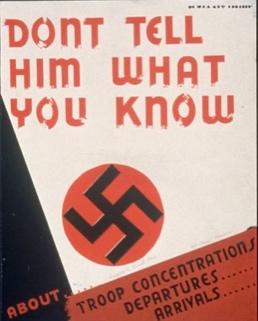 DONT TELL
HIM WHAT
YOU KNOW
ABOUT....
TROOP CONCENTRATIONS
DEPARTURES......
ARRIVALS......